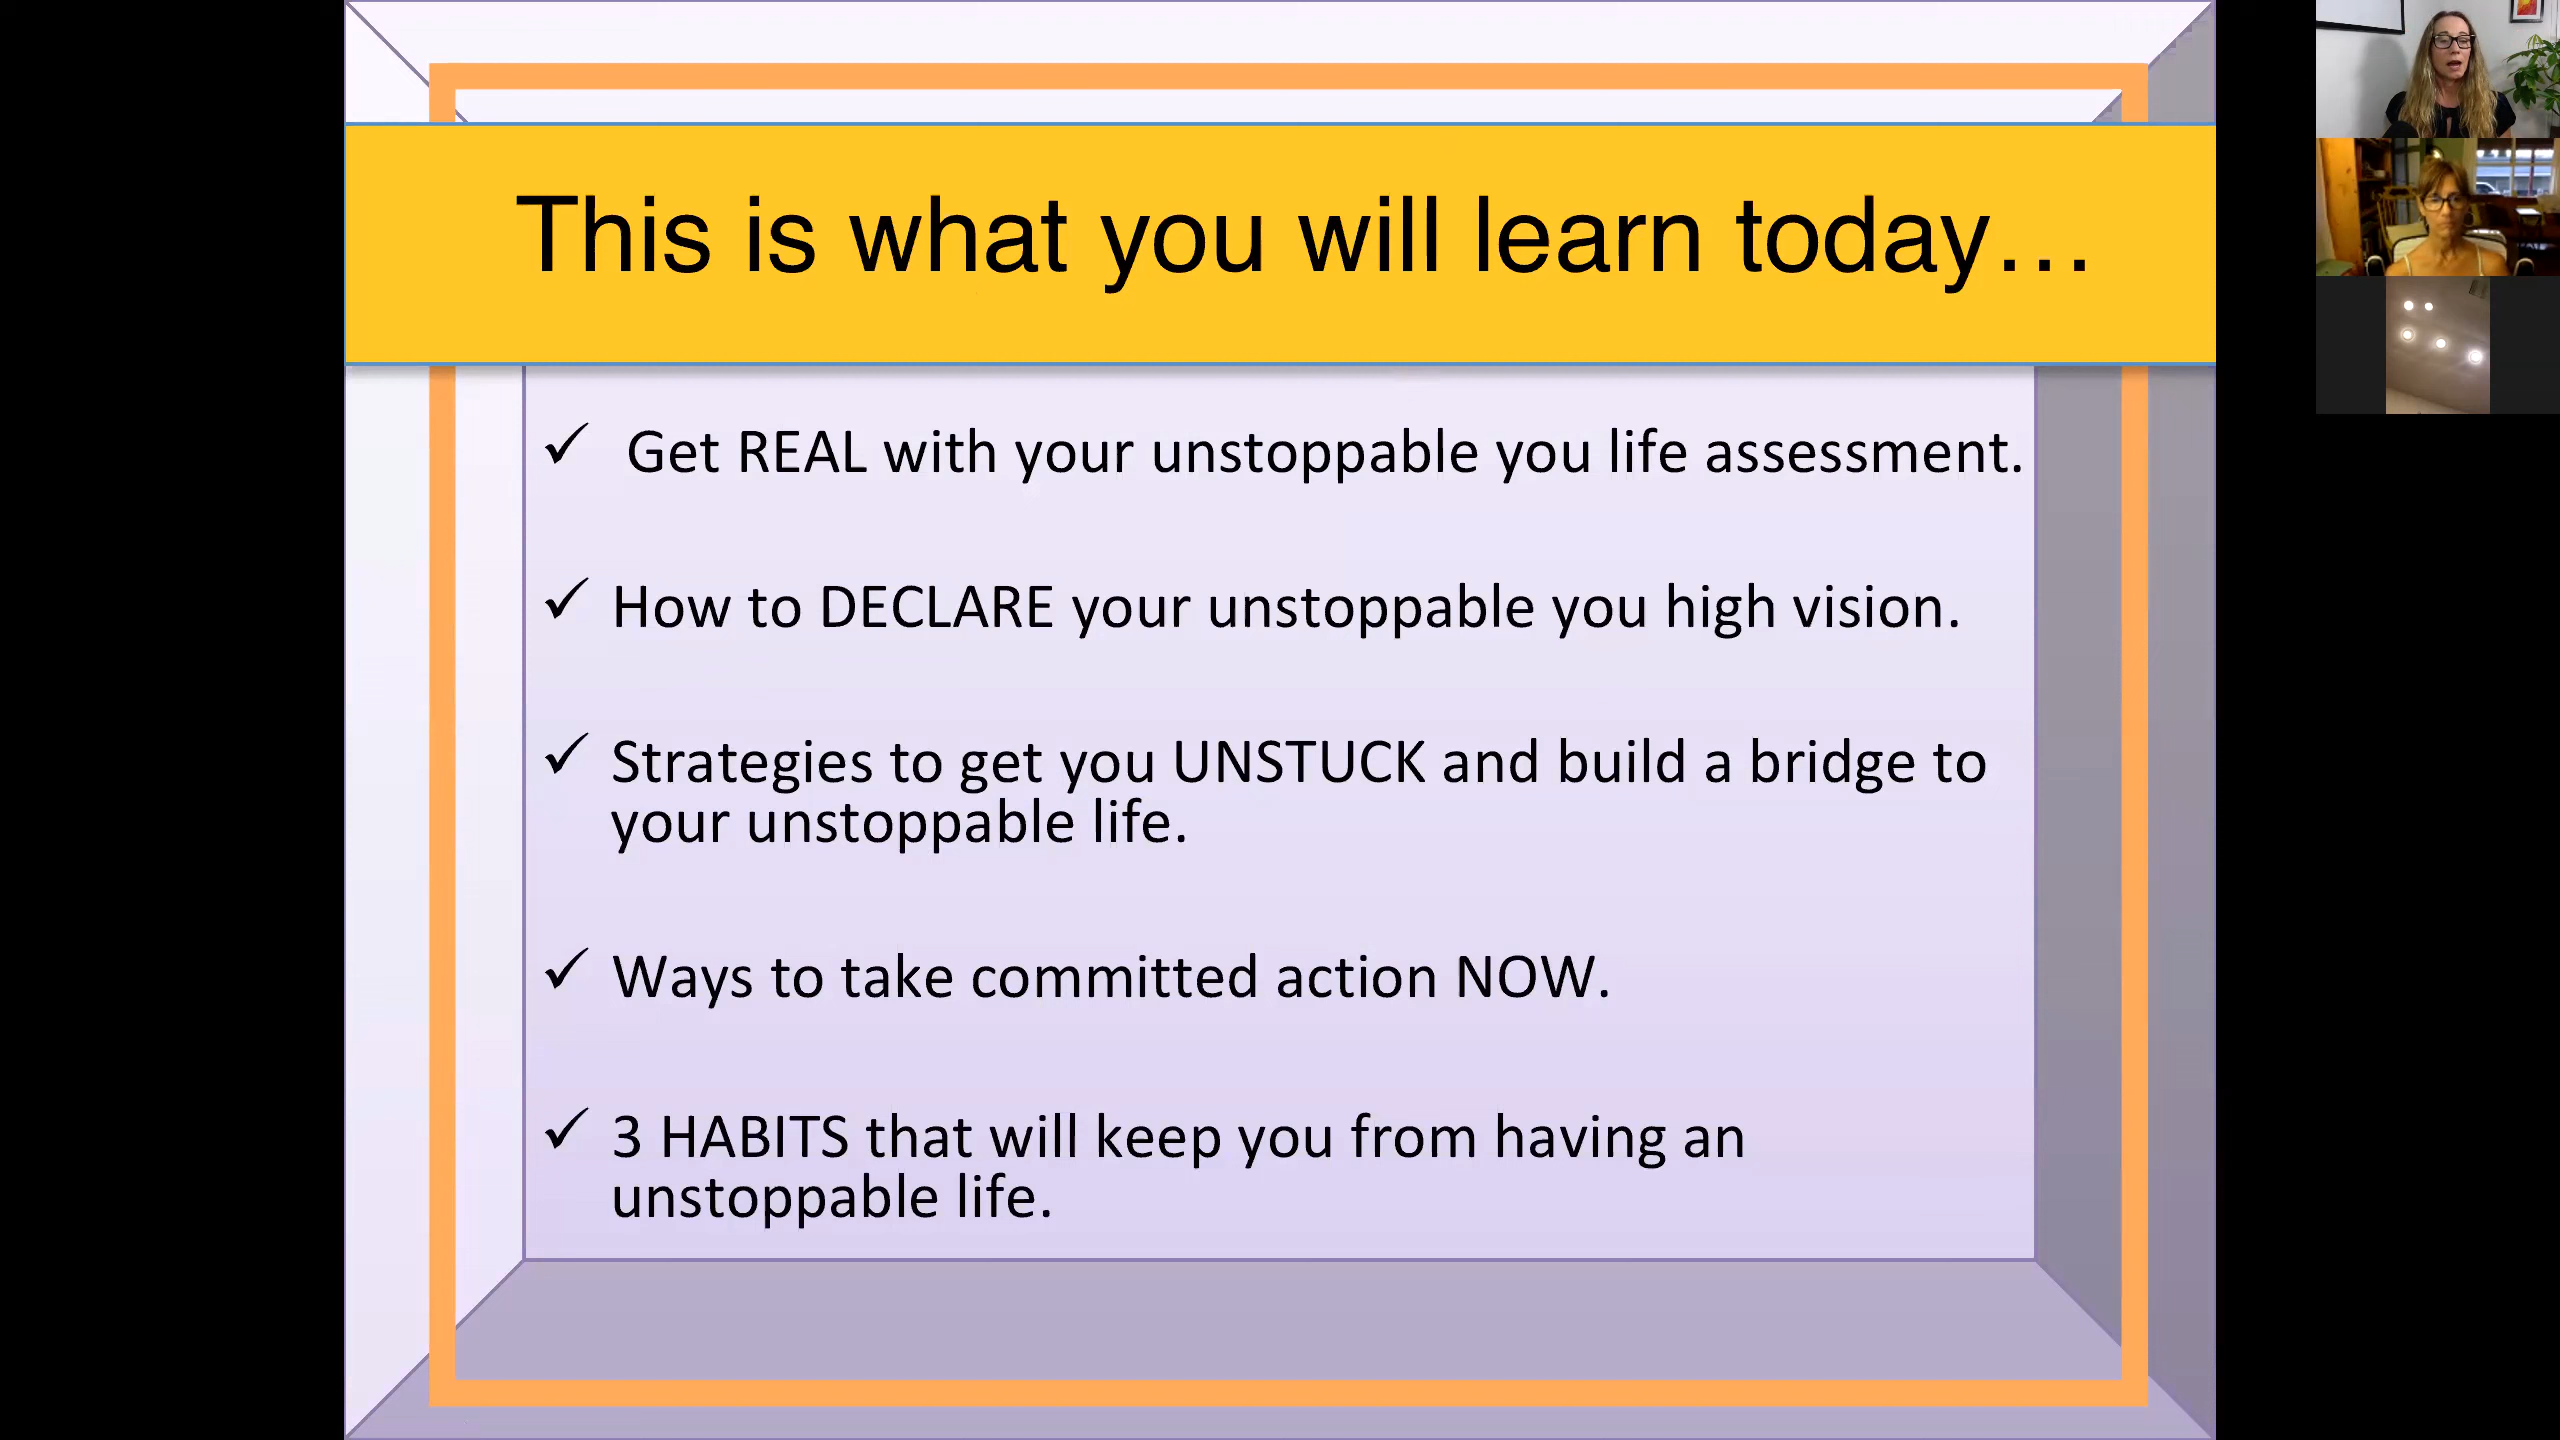 This is what you will learn today…
✓ Get REAL with your unstoppable you life assessment.
✓ How to DECLARE your unstoppable you high vision.
✓ Strategies to get you UNSTUCK and build a bridge to
your unstoppable life.
✓ Ways to take committed action NOW.
✓ 3 HABITS that will keep you from having an
unstoppable life.